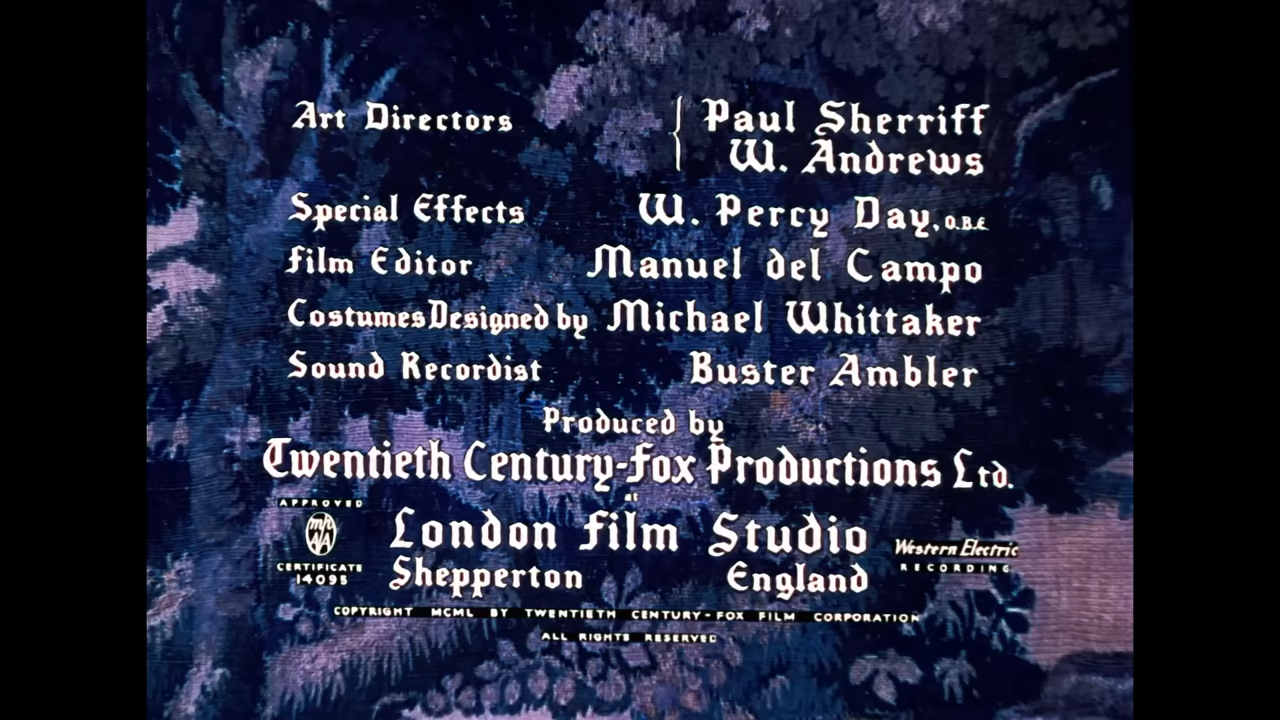 Art Directors { Paul Sherriff
W. Andrews
Special Effects W. Percy Day, O.B.E
Film Editor Manuel del Campo
Costumes Designed by Michael Whittaker
Sound Recordist Buster Ambler
Produced by
Twentieth Century-Fox Productions Ltd.
at
London Film Studio
Shepperton England
APPROVED
MPAA
CERTIFICATE
14095
Western Electric
RECORDING
COPYRIGHT MCML BY TWENTIETH CENTURY-FOX FILM CORPORATION
ALL RIGHTS RESERVED